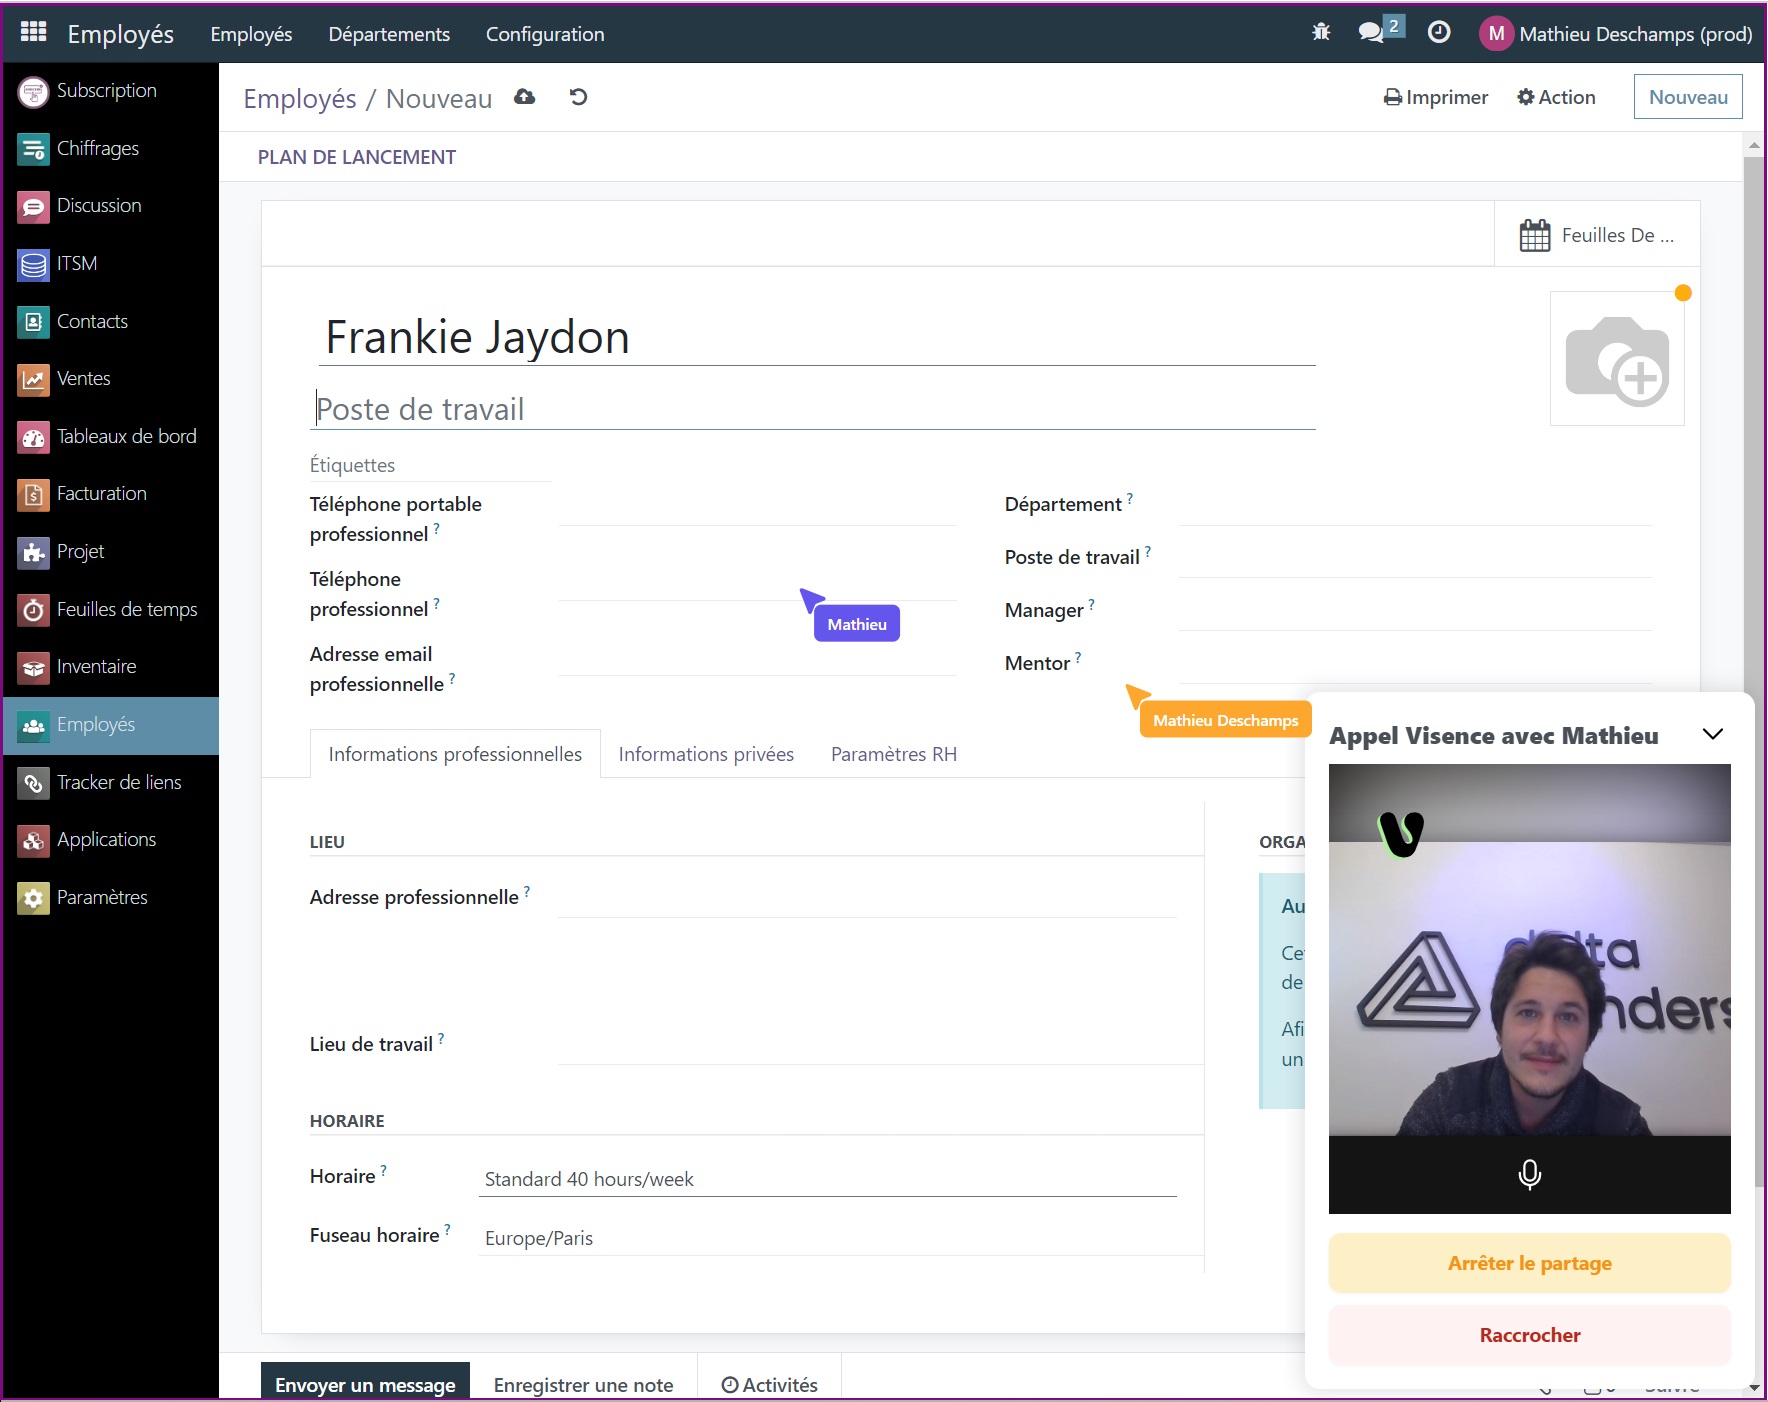 Employés Employés Départements Configuration 2 M Mathieu Deschamps (prod)
Subscription
Chiffrages
Discussion
ITSM
Contacts
Ventes
Tableaux de bord
Facturation
Projet
Feuilles de temps
Inventaire
Employés
Tracker de liens
Applications
Paramètres
Employés / Nouveau Imprimer Action Nouveau
PLAN DE LANCEMENT
Feuilles De ...
Frankie Jaydon
Poste de travail
Étiquettes
Téléphone portable
professionnel ?
Téléphone
professionnel ?
Adresse email
professionnelle ?
Département ?
Poste de travail ?
Manager ?
Mentor ?
Mathieu
Mathieu Deschamps
Informations professionnelles Informations privées Paramètres RH
LIEU
Adresse professionnelle ?
Lieu de travail ?
HORAIRE
Horaire ? Standard 40 hours/week
Fuseau horaire ? Europe/Paris
ORGA
Au
Ce
de
Afi
un
Appel Visence avec Mathieu
Arrêter le partage
Raccrocher
Envoyer un message Enregistrer une note Activités